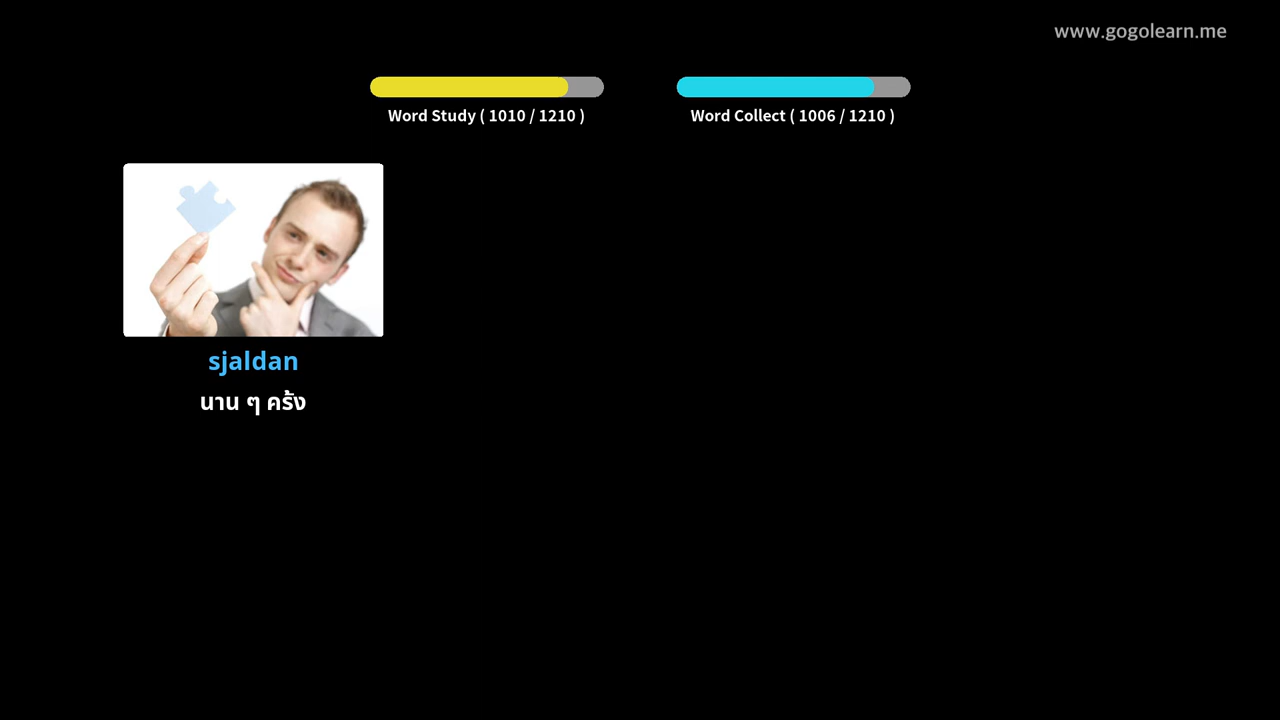 www.gogolearn.me
Word Study ( 1010 / 1210 )
Word Collect ( 1006 / 1210 )
sjaldan
นาน ๆ ครั้ง